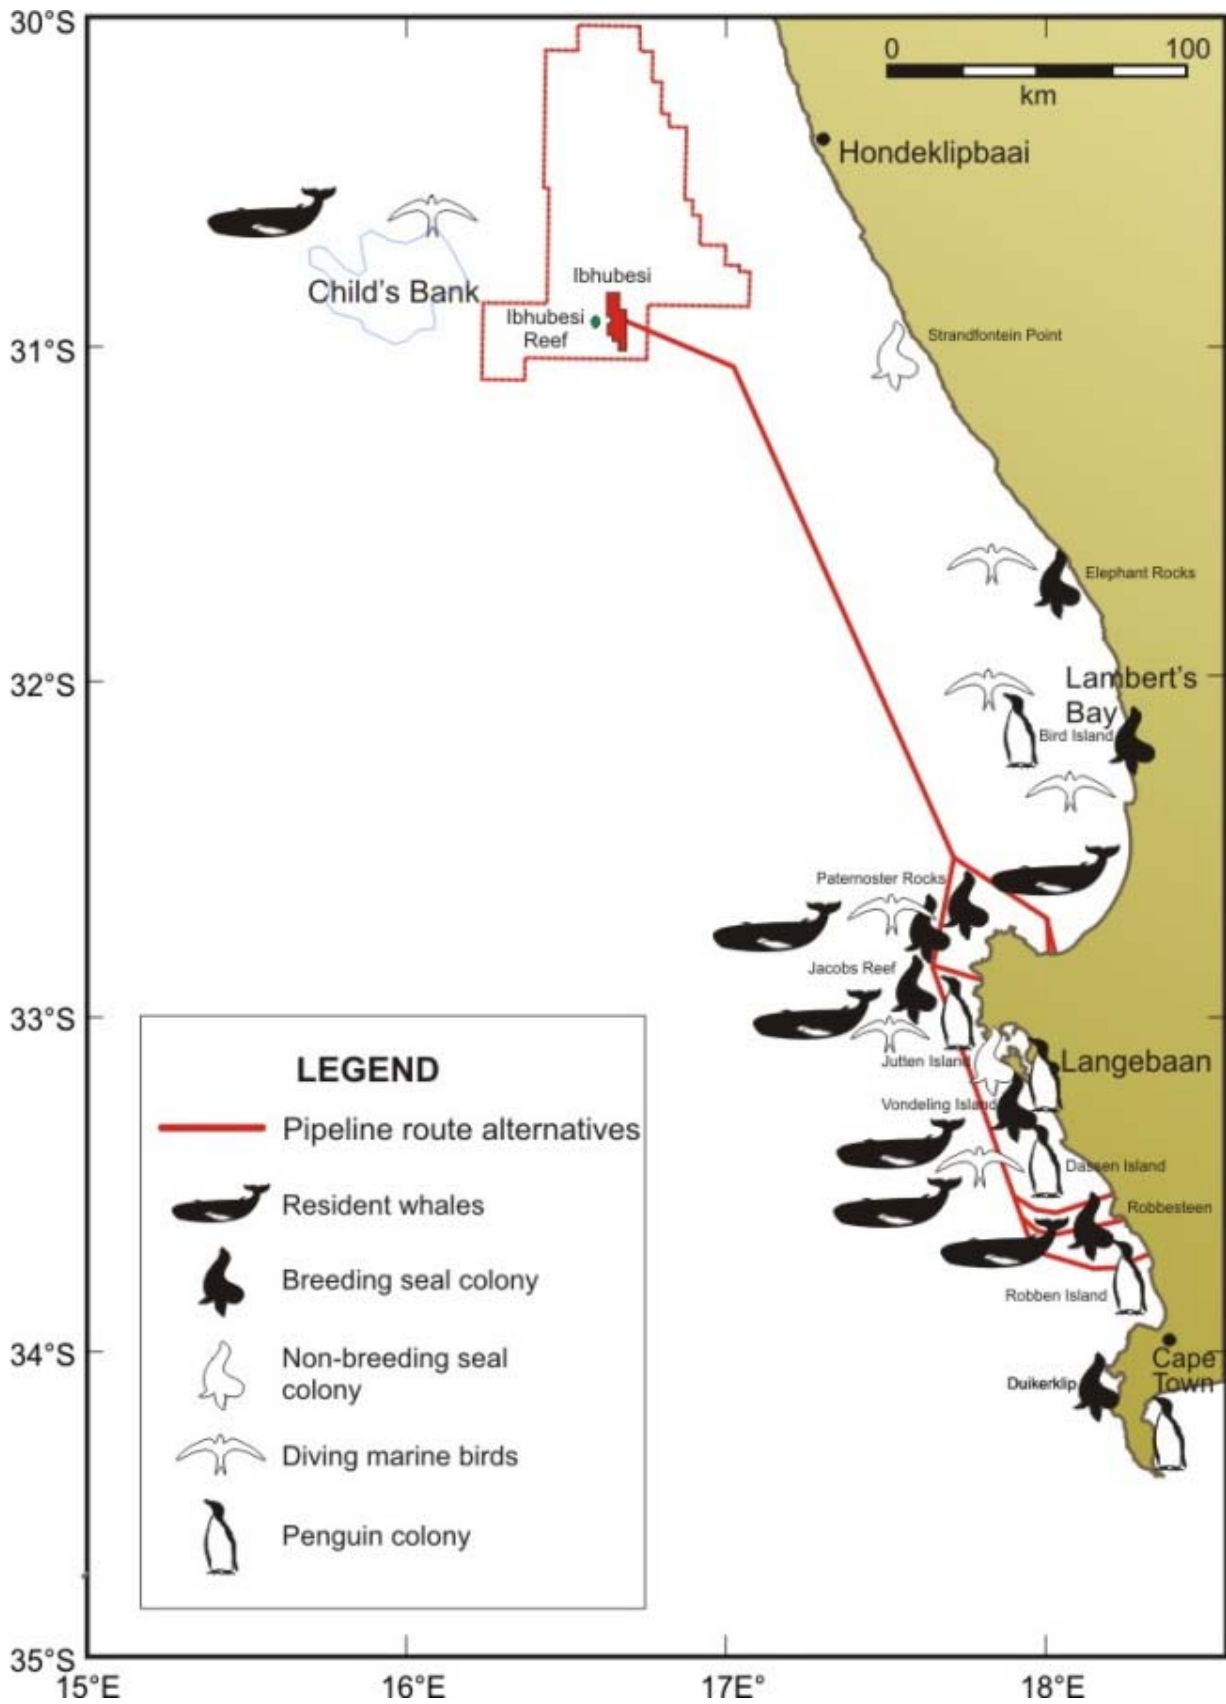 30°S
0 100
km
Hondeklipbaai
Child's Bank
Ibhubesi
Ibhubesi
Reef
31°S
Strandfontein Point
Elephant Rocks
32°S
Lambert's
Bay
Bird Island
Paternoster Rocks
Jacobs Reef
33°S
Jutten Island
Langebaan
Vondeling Island
Dassen Island
Robbesteen
Robben Island
34°S
Cape
Town
Duikerklip
LEGEND
Pipeline route alternatives
Resident whales
Breeding seal colony
Non-breeding seal
colony
Diving marine birds
Penguin colony
35°S
15°E 16°E 17E° 18°E